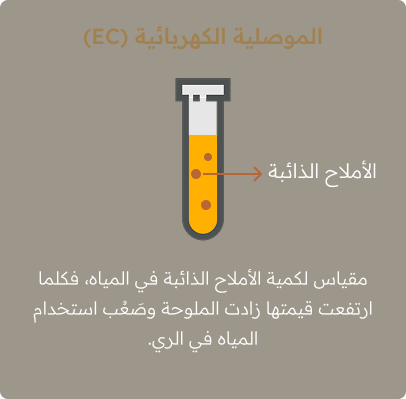 الموصلية الكهربائية (EC)
الأملاح الذائبة
مقياس لكمية الأملاح الذائبة في المياه، فكلما
ارتفعت قيمتها زادت الملوحة وصَعُب استخدام
المياه في الري.